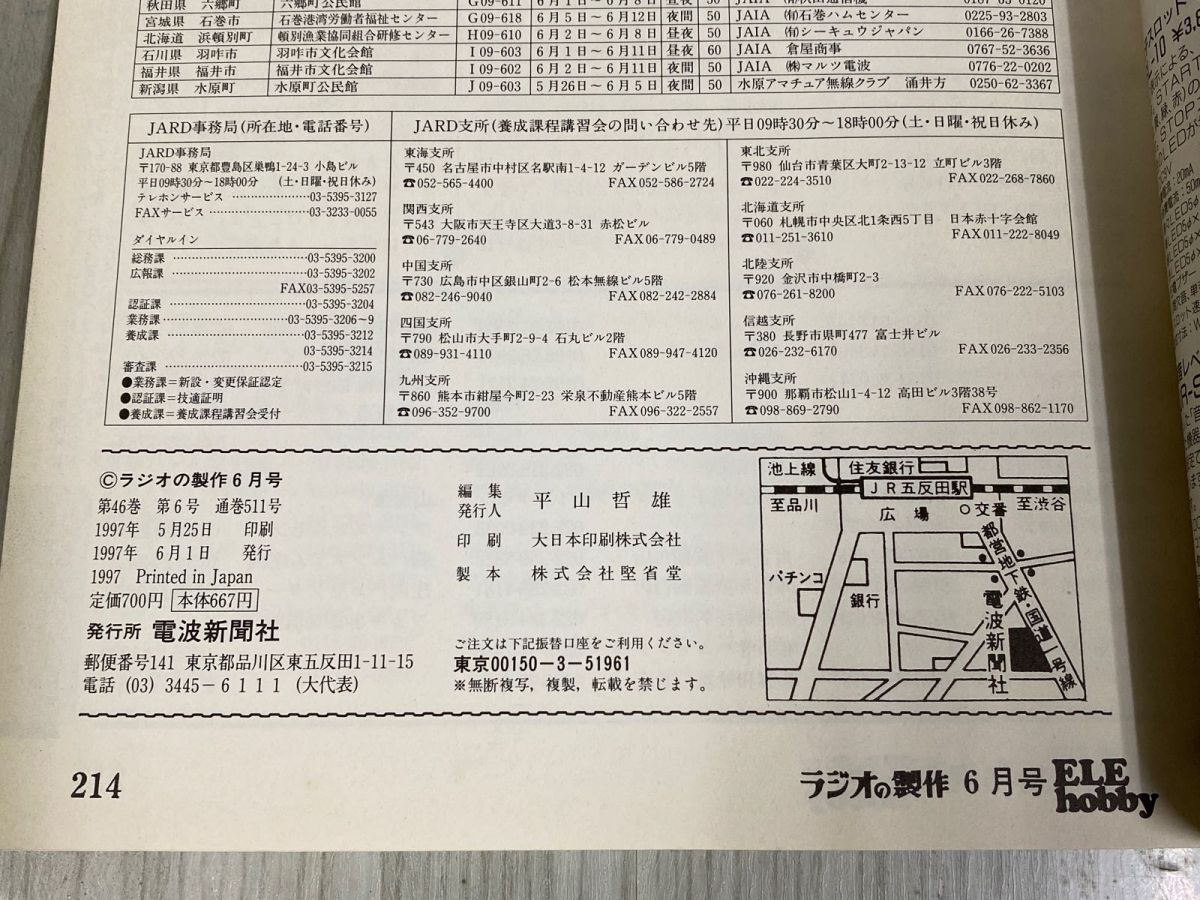 秋田県 六郷町 六郷町公民館 G09-611 6月1日～6月8日 昼夜 50 JAIA
宮城県 石巻市 石巻港湾労働者福祉センター G09-618 6月5日～6月12日 夜間 50 JAIA ㈲石巻ハムセンター 0225-93-2803
北海道 浜頓別町 頓別漁業協同組合研修センター H09-610 6月2日～6月8日 昼夜 50 JAIA ㈲シーキュウジャパン 0166-26-7388
石川県 羽咋市 羽咋市文化会館 I09-603 6月1日～6月11日 昼夜 60 JAIA 倉屋商事 0767-52-3636
福井県 福井市 〃 I09-602 6月2日～6月11日 夜間 50 JAIA ㈱マルツ電波 0776-22-0202
新潟県 水原町 水原町公民館 J09-603 5月26日～6月5日 夜間 50 水原アマチュア無線クラブ 涌井方 0250-62-3367
JARD事務局(所在地・電話番号)
JARD事務局
〒170-88 東京都豊島区巣鴨1-24-3 小島ビル
平日09時30分～18時00分 (土・日曜・祝日休み)
テレホンサービス ……………03-5395-3127
FAXサービス ……………03-3233-0055
ダイヤルイン
総務課 ……………03-5395-3200
広報課 ……………03-5395-3202
FAX03-5395-5257
認証課 ……………03-5395-3204
業務課……………03-5395-3206～9
養成課 ……………03-5395-3212
03-5395-3214
審査課 ……………03-5395-3215
●業務課＝新設・変更保証認定
●認証課＝技適証明
●養成課＝養成課程講習会受付
JARD支所(養成課程講習会の問い合わせ先)平日09時30分～18時00分(土・日曜・祝日休み)
東海支所
〒450 名古屋市中村区名駅南1-4-12 ガーデンビル5階
☎052-565-4400 FAX052-586-2724
関西支所
〒543 大阪市天王寺区大道3-8-31 赤松ビル
☎06-779-2640 FAX06-779-0489
中国支所
〒730 広島市中区銀山町2-6 松本無線ビル5階
☎082-246-9040 FAX082-242-2884
四国支所
〒790 松山市大手町2-9-4 石丸ビル2階
☎089-931-4110 FAX089-947-4120
九州支所
〒860 熊本市紺屋今町2-23 栄泉不動産熊本ビル5階
☎096-352-9700 FAX096-322-2557
東北支所
〒980 仙台市青葉区大町2-13-12 立町ビル3階
☎022-224-3510 FAX022-268-7860
北海道支所
〒060 札幌市中央区北1条西5丁目 日本赤十字会館
☎011-251-3610 FAX011-222-8049
北陸支所
〒920 金沢市中橋町2-3
☎076-261-8200 FAX076-222-5103
信越支所
〒380 長野市県町477 富士井ビル
☎026-232-6170 FAX026-233-2356
沖縄支所
〒900 那覇市松山1-4-12 高田ビル3階38号
☎098-869-2790 FAX098-862-1170
©ラジオの製作6月号
第46巻 第6号 通巻511号
1997年 5月25日 印刷
1997年 6月1日 発行
1997 Printed in Japan
定価700円 本体667円
発行所 電波新聞社
郵便番号141 東京都品川区東五反田1-11-15
電話 (03) 3445-6111 (大代表)
編集
発行人 平山哲雄
印刷 大日本印刷株式会社
製本 株式会社堅省堂
ご注文は下記振替口座をご利用ください。
東京00150-3-51961
※無断複写，複製，転載を禁じます。
池上線 住友銀行
JR五反田駅
至品川 至渋谷
広場 交番
都営地下鉄・国道一号線
パチンコ
銀行
電波新聞社
214
ラジオの製作 6月号 ELE
hobby